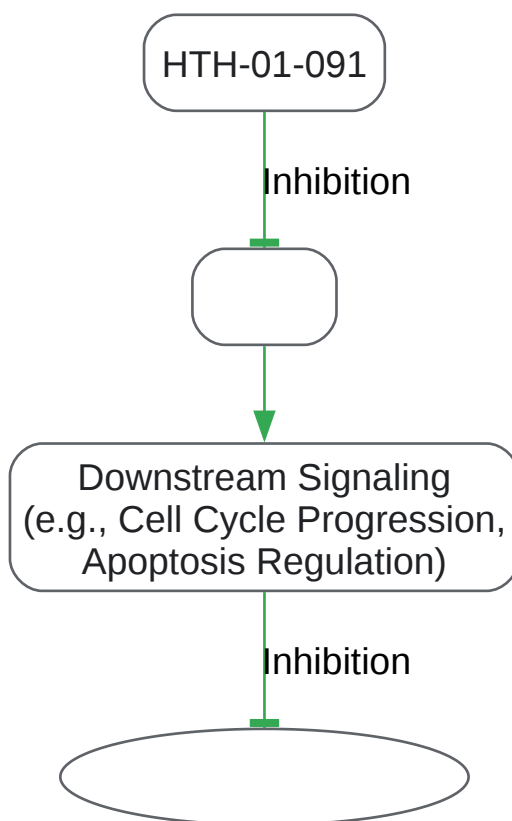 HTH-01-091
Inhibition
Downstream Signaling
(e.g., Cell Cycle Progression,
Apoptosis Regulation)
Inhibition